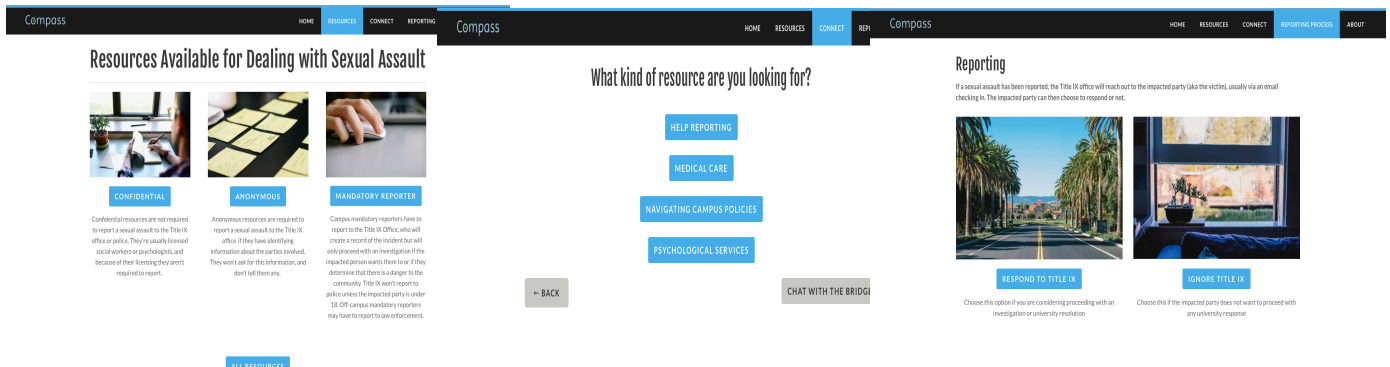 Compass
HOME RESOURCES CONNECT REPORTING
Resources Available for Dealing with Sexual Assault
CONFIDENTIAL
Confidential resources are not required
to report a sexual assault to the Title IX
office or police. They're usually licensed
social workers or psychologists, and
because of their licensing they aren't
required to report.
ANONYMOUS
Anonymous resources are required to
report a sexual assault to the Title IX
office if they have identifying
information about the parties involved.
They won't ask for this information, and
don't tell them any.
MANDATORY REPORTER
Campus mandatory reporters have to
report to the Title IX Office, who will
create a record of the incident but will
only proceed with an investigation if the
impacted person wants them to or if they
determine that there is a danger to the
community. Title IX won't report to
police unless the impacted party is under
18. Off-campus mandatory reporters
may have to report to law enforcement.
ALL RESOURCES
Compass
HOME RESOURCES CONNECT REP
What kind of resource are you looking for?
HELP REPORTING
MEDICAL CARE
NAVIGATING CAMPUS POLICIES
PSYCHOLOGICAL SERVICES
← BACK
CHAT WITH THE BRIDGE
Compass
HOME RESOURCES CONNECT REPORTING PROCESS ABOUT
Reporting
If a sexual assault has been reported, the Title IX office will reach out to the impacted party (aka the victim), usually via an email
checking in. The impacted party can then choose to respond or not.
RESPOND TO TITLE IX
Choose this option if you are considering proceeding with an
investigation or university resolution
IGNORE TITLE IX
Choose this if the impacted party does not want to proceed with
any university response